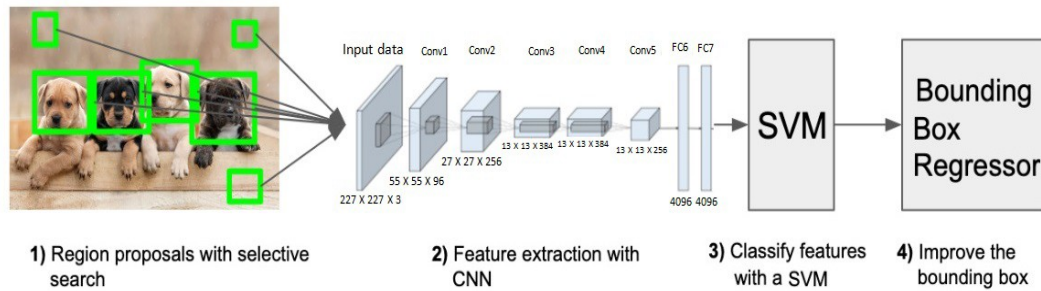 Input data
Conv1
Conv2
Conv3
Conv4
Conv5
FC6
FC7
227 X 227 X 3
55 X 55 X 96
27 X 27 X 256
13 X 13 X 384
13 X 13 X 384
13 X 13 X 256
4096
4096
SVM
Bounding
Box
Regressor
1) Region proposals with selective
search
2) Feature extraction with
CNN
3) Classify features
with a SVM
4) Improve the
bounding box